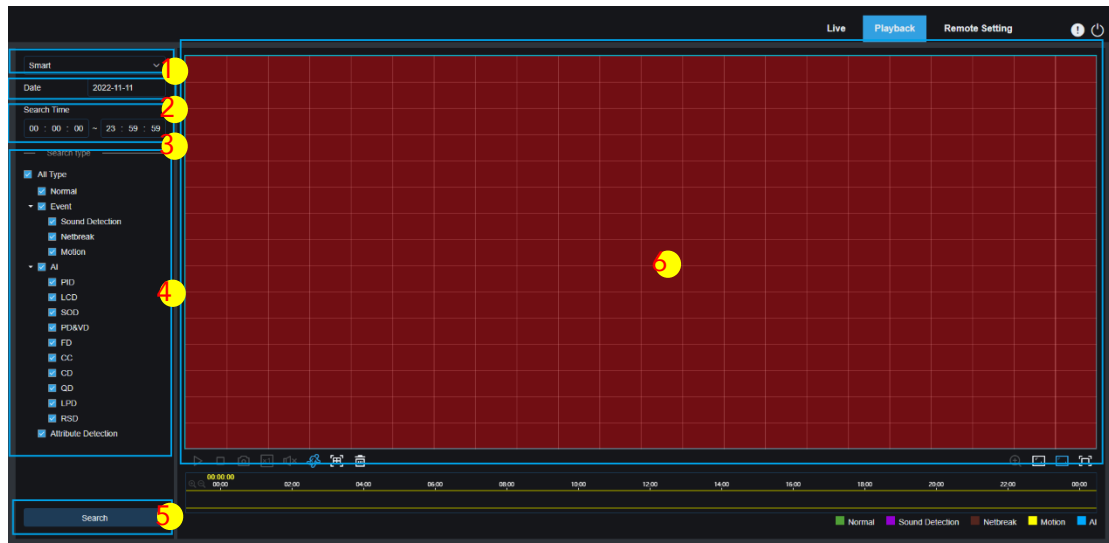 Live Playback Remote Setting
Smart
1
Date 2022-11-11
2
Search Time
00 : 00 : 00 ~ 23 : 59 : 59
3
Search type
All Type
Normal
Event
Sound Detection
Netbreak
Motion
AI
PID
LCD
SOD
PD&VD
FD
CC
CD
QD
LPD
RSD
Attribute Detection
4
6
x1
00:00:00
00:00 02:00 04:00 06:00 08:00 10:00 12:00 14:00 16:00 18:00 20:00 22:00 00:00
Search
5
Normal Sound Detection Netbreak Motion AI